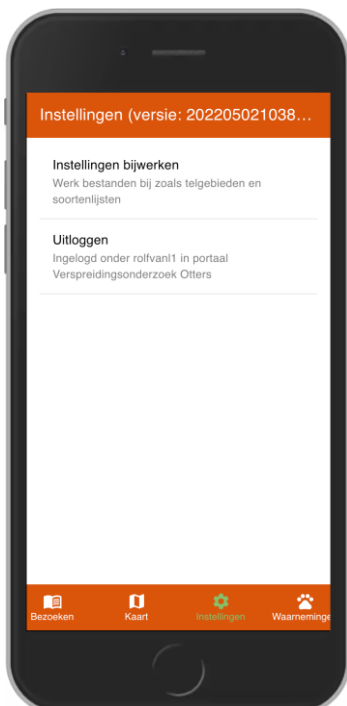 Instellingen (versie: 202205021038...
Instellingen bijwerken
Werk bestanden bij zoals telgebieden en
soortenlijsten
Uitloggen
Ingelogd onder rolfvanl1 in portaal
Verspreidingsonderzoek Otters
Bezoeken Kaart Instellingen Waarneminge